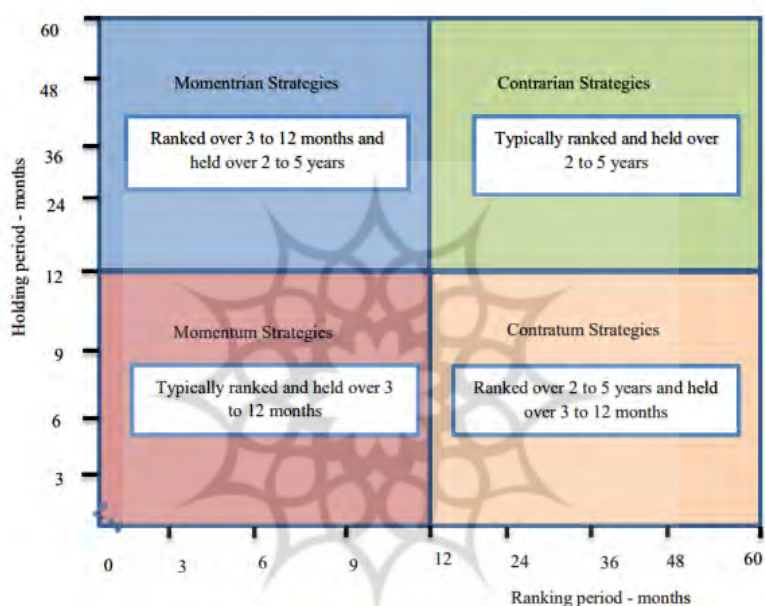 60
48
36
24
12
9
6
3
Holding period - months
Momentrian Strategies
Ranked over 3 to 12 months and
held over 2 to 5 years
Contrarian Strategies
Typically ranked and held over
2 to 5 years
Momentum Strategies
Typically ranked and held over 3
to 12 months
Contratum Strategies
Ranked over 2 to 5 years and held
over 3 to 12 months
0 3 6 9 12 24 36 48 60
Ranking period - months